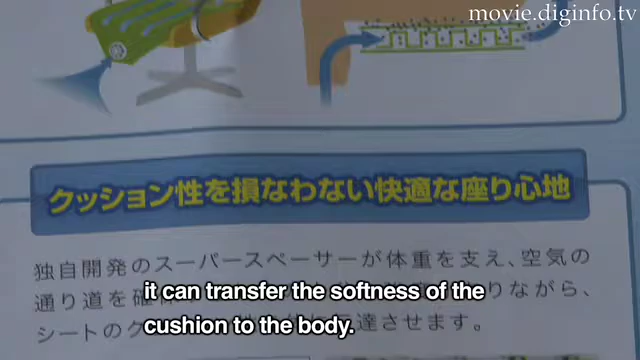 movie.diginfo.tv
クッション性を損なわない快適な座り心地
独自開発のスーパースペーサーが体重を支え、空気の
通り道を確
りながら、
シートのク
達させます。
it can transfer the softness of the
cushion to the body.